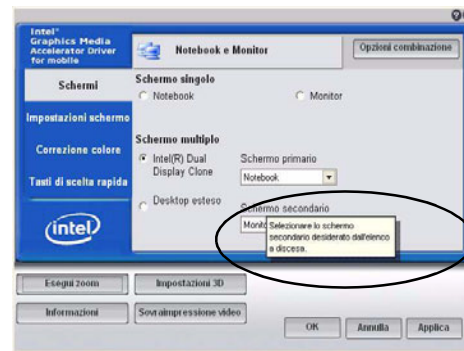 Intel®
Graphics Media
Accelerator Driver
for mobile
Notebook e Monitor
Opzioni combinazione
Schermi
Impostazioni schermo
Correzione colore
Tasti di scelta rapida
intel
Schermo singolo
Notebook
Monitor
Schermo multiplo
Intel(R) Dual
Display Clone
Schermo primario
Notebook
Desktop esteso
Schermo secondario
Selezionare lo schermo
secondario desiderato dall'elenco
a discesa.
Esegui zoom
Impostazioni 3D
Informazioni
Sovraimpressione video
OK
Annulla
Applica